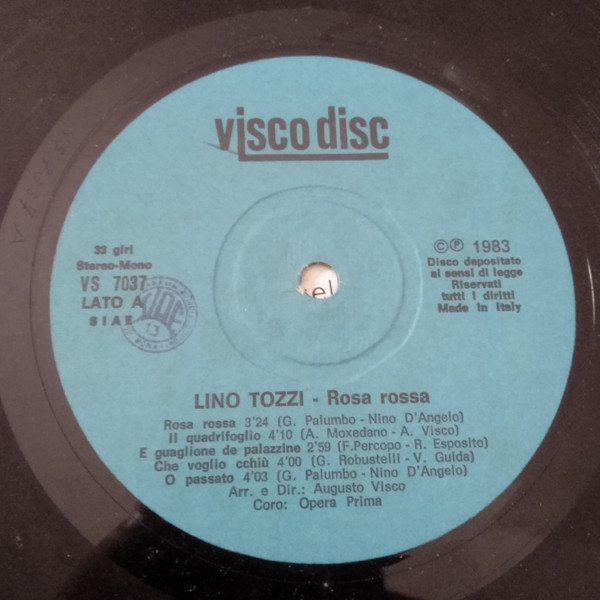 viscodisc
33 giri
Stereo-Mono
VS 7037
LATO A
SIAE
©℗ 1983
Disco depositato
ai sensi di legge
Riservati
tutti i diritti
Made in Italy
13
LINO TOZZI - Rosa rossa
Rosa rossa 3'24 (G. Palumbo - Nino D'Angelo)
Il quadrifoglio 4'10 (A. Moxedano - A. Visco)
E guaglione de palazzine 2'59 (F. Percopo - R. Esposito)
Che voglio cchiù 4'00 (G. Robustelli - V. Gulda)
O passato 4'03 (G. Palumbo - Nino D'Angelo)
Arr. e Dir.: Augusto Visco
Coro: Opera Prima